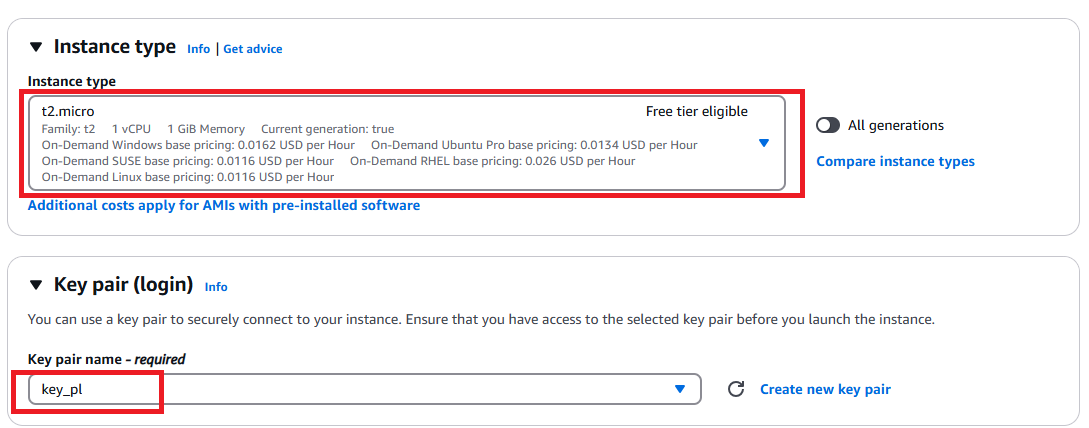 Instance type Info | Get advice
Instance type
t2.micro Free tier eligible
Family: t2 1 vCPU 1 GiB Memory Current generation: true
On-Demand Windows base pricing: 0.0162 USD per Hour On-Demand Ubuntu Pro base pricing: 0.0134 USD per Hour
On-Demand SUSE base pricing: 0.0116 USD per Hour On-Demand RHEL base pricing: 0.026 USD per Hour
On-Demand Linux base pricing: 0.0116 USD per Hour
All generations
Compare instance types
Additional costs apply for AMIs with pre-installed software
Key pair (login) Info
You can use a key pair to securely connect to your instance. Ensure that you have access to the selected key pair before you launch the instance.
Key pair name - required
key_pl
Create new key pair